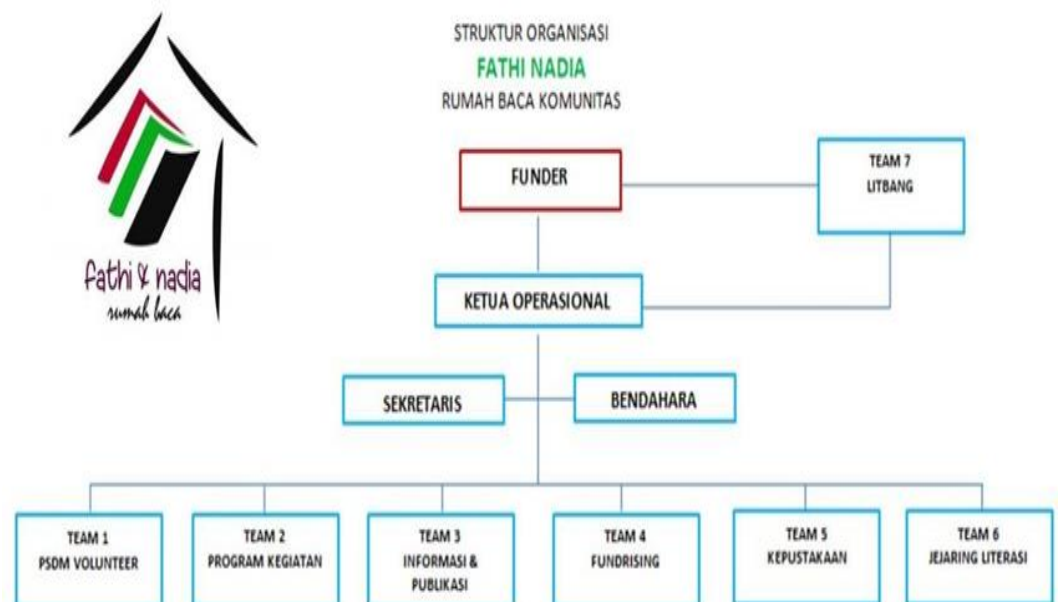 STRUKTUR ORGANISASI
FATHI NADIA
RUMAH BACA KOMUNITAS
fathi & nadia
rumah baca
FUNDER
TEAM 7
LITBANG
KETUA OPERASIONAL
SEKRETARIS
BENDAHARA
TEAM 1
PSDM VOLUNTEER
TEAM 2
PROGRAM KEGIATAN
TEAM 3
INFORMASI &
PUBLIKASI
TEAM 4
FUNDRISING
TEAM 5
KEPUSTAKAAN
TEAM 6
JEJARING LITERASI